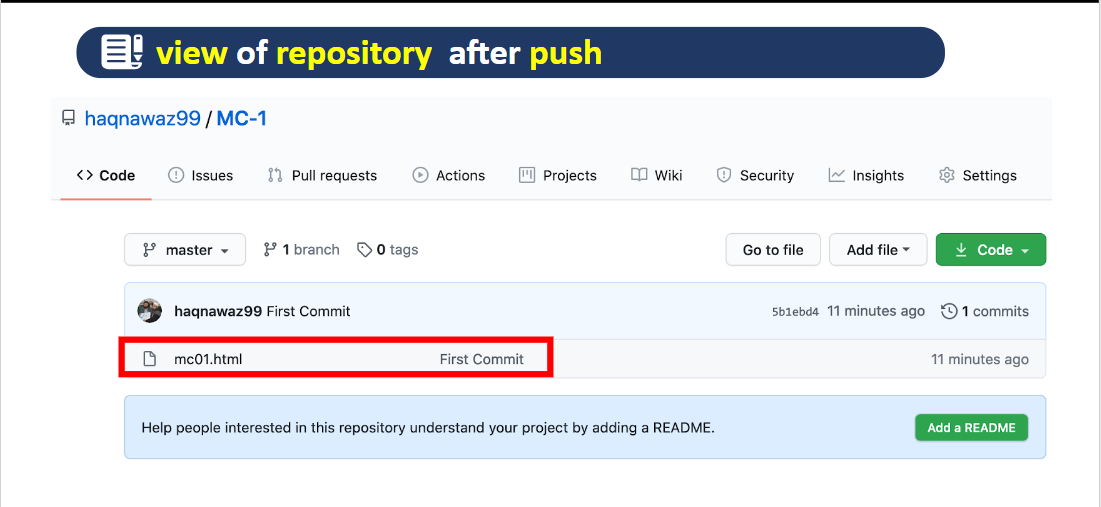 view of repository after push
haqnawaz99 / MC-1
<> Code Issues Pull requests Actions Projects Wiki Security Insights Settings
master 1 branch 0 tags Go to file Add file Code
haqnawaz99 First Commit 5b1ebd4 11 minutes ago 1 commits
mc01.html First Commit 11 minutes ago
Help people interested in this repository understand your project by adding a README. Add a README